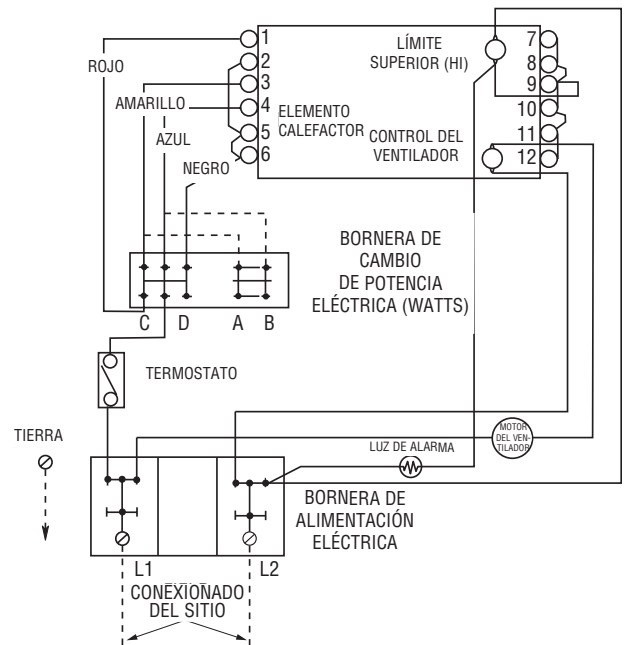 1
2
3
4
5
6
ROJO
AMARILLO
AZUL
NEGRO
ELEMENTO
CALEFACTOR
LÍMITE
SUPERIOR (HI)
CONTROL DEL
VENTILADOR
7
8
9
10
11
12
BORNERA DE
CAMBIO
DE POTENCIA
ELÉCTRICA (WATTS)
C
D
A
B
TERMOSTATO
TIERRA
LUZ DE ALARMA
MOTOR
DEL VEN-
TILADOR
BORNERA DE
ALIMENTACIÓN
ELÉCTRICA
L1
L2
CONEXIONADO
DEL SITIO